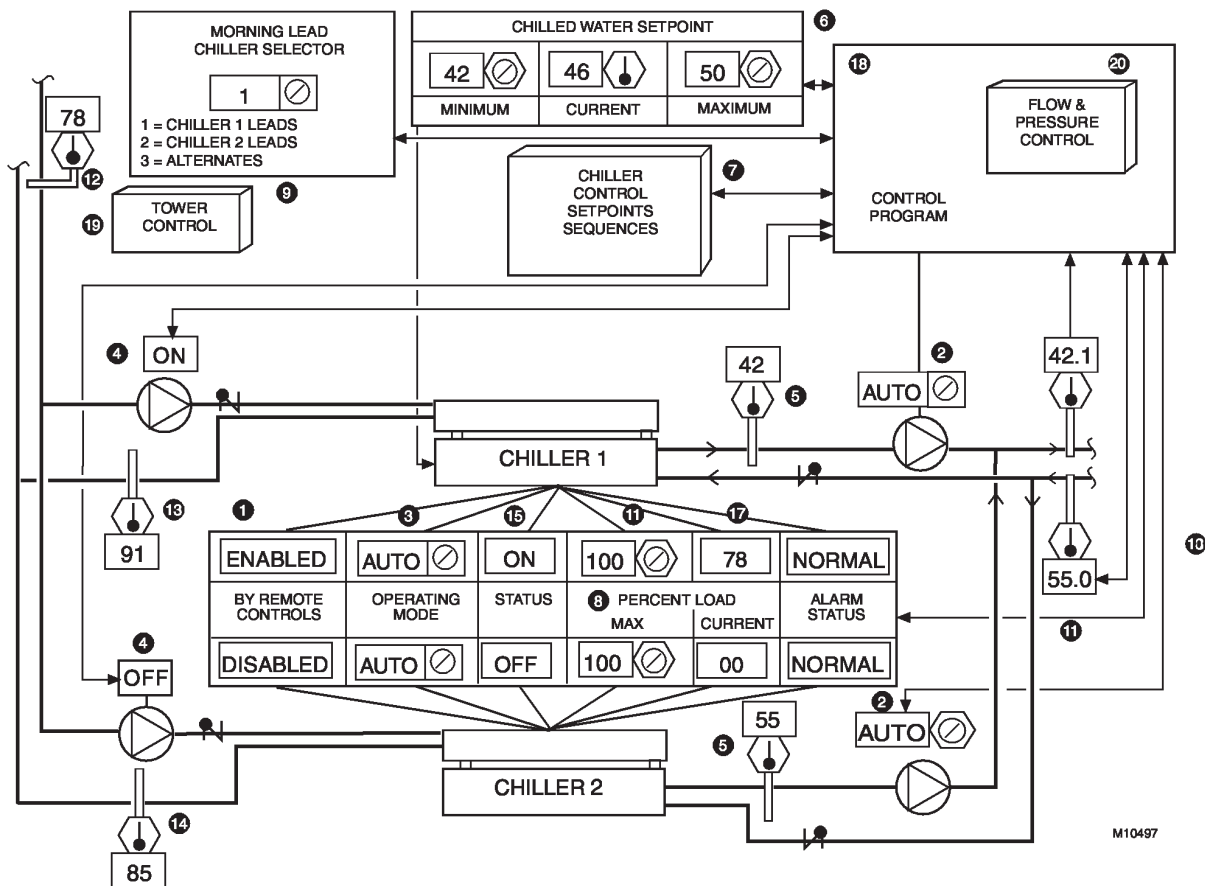 MORNING LEAD
CHILLER SELECTOR
1
1 = CHILLER 1 LEADS
2 = CHILLER 2 LEADS
3 = ALTERNATES
9
CHILLED WATER SETPOINT
42
46
50
MINIMUM
CURRENT
MAXIMUM
6
18
20
FLOW &
PRESSURE
CONTROL
CONTROL
PROGRAM
78
12
19
TOWER
CONTROL
CHILLER
CONTROL
SETPOINTS
SEQUENCES
7
4
ON
42
5
2
AUTO
42.1
CHILLER 1
13
91
1
3
15
11
17
ENABLED
AUTO
ON
100
78
NORMAL
BY REMOTE
CONTROLS
OPERATING
MODE
STATUS
8
PERCENT LOAD
MAX
CURRENT
ALARM
STATUS
DISABLED
AUTO
OFF
100
00
NORMAL
55.0
10
11
4
OFF
55
5
2
AUTO
CHILLER 2
14
85
M10497